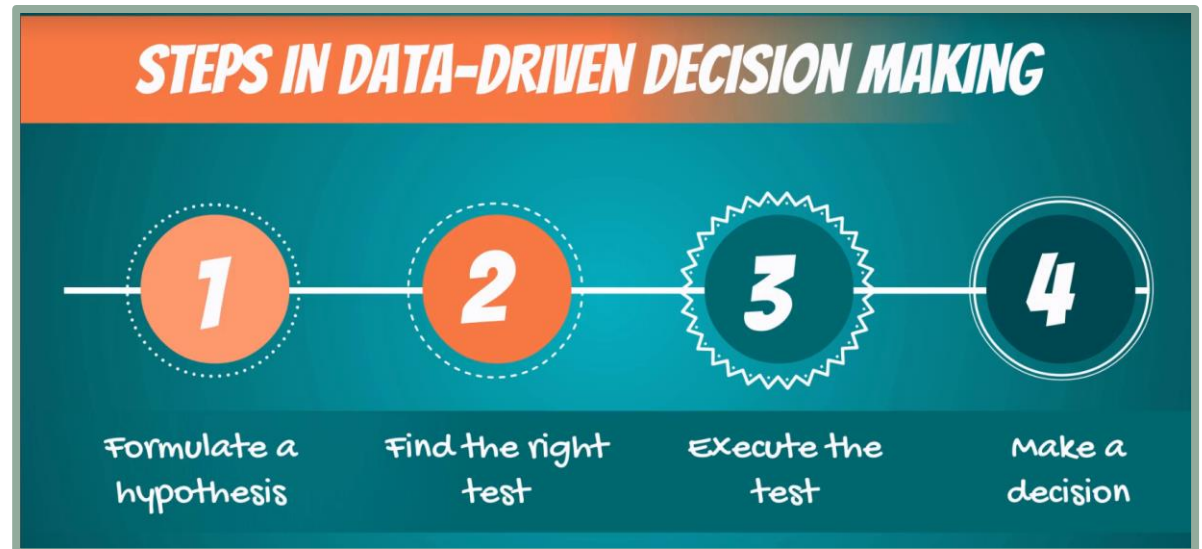 STEPS IN DATA-DRIVEN DECISION MAKING
1
2
3
4
Formulate a
hypothesis
Find the right
test
Execute the
test
Make a
decision